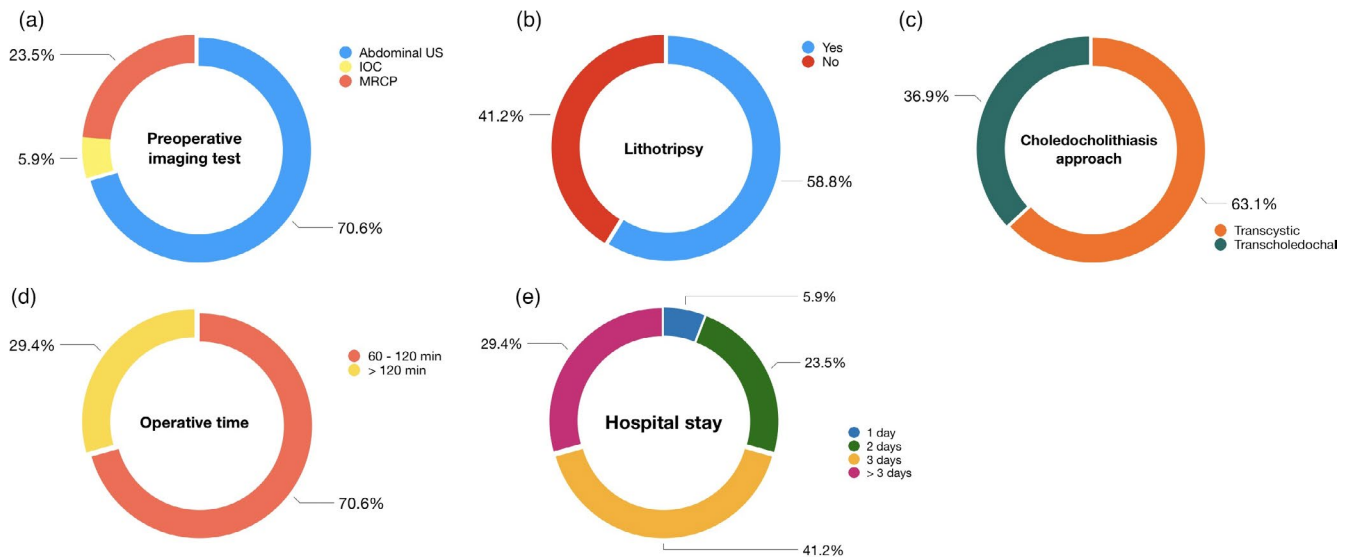 (a)
23.5%
Abdominal US
IOC
MRCP
Preoperative
imaging test
5.9%
70.6%
(b)
Yes
No
41.2%
Lithotripsy
58.8%
(c)
36.9%
Choledocholithiasis
approach
63.1%
Transcystic
Transcholedochal
(d)
29.4%
60 - 120 min
> 120 min
Operative time
70.6%
(e)
5.9%
29.4%
23.5%
Hospital stay
1 day
2 days
3 days
> 3 days
41.2%